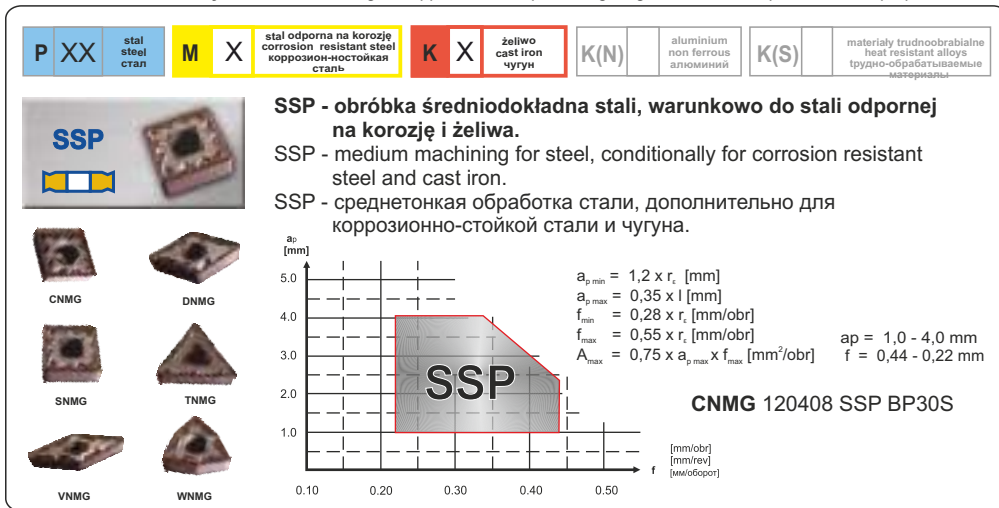 P XX stal
steel
стал
M X stal odporna na korozję
corrosion resistant steel
коррозион-ностойкая
сталь
K X żeliwo
cast iron
чугун
K(N) aluminium
non ferrous
алюминий
K(S) materiały trudnoobrabialne
heat resistant alloys
трудно-обрабатываемые
материалы
SSP
SSP - obróbka średniodokładna stali, warunkowo do stali odpornej
na korozję i żeliwa.
SSP - medium machining for steel, conditionally for corrosion resistant
steel and cast iron.
SSP - среднетонкая обработка стали, дополнительно для
коррозионно-стойкой стали и чугуна.
CNMG
DNMG
SNMG
TNMG
VNMG
WNMG
ap
[mm]
5.0
4.0
3.0
2.0
1.0
SSP
0.10 0.20 0.30 0.40 0.50
f
[mm/obr]
[mm/rev]
[мм/оборот]
ap min = 1,2 x rε [mm]
ap max = 0,35 x l [mm]
fmin = 0,28 x rε [mm/obr]
fmax = 0,55 x rε [mm/obr]
Amax = 0,75 x ap max x fmax [mm²/obr]
ap = 1,0 - 4,0 mm
f = 0,44 - 0,22 mm
CNMG 120408 SSP BP30S